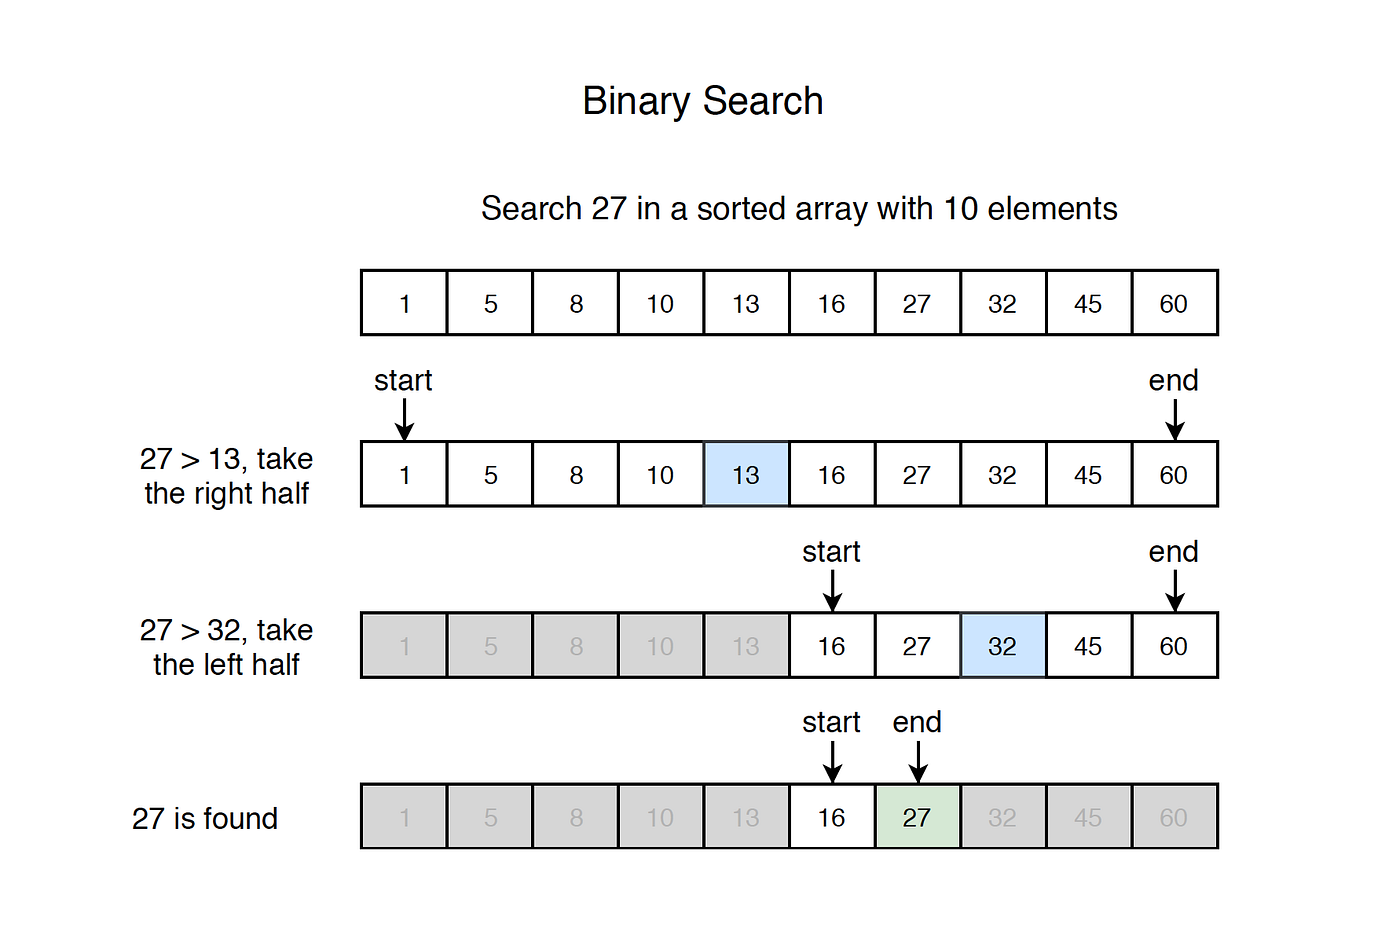 Binary Search
Search 27 in a sorted array with 10 elements
1 5 8 10 13 16 27 32 45 60
start end
27 > 13, take
the right half
1 5 8 10 13 16 27 32 45 60
start end
27 > 32, take
the left half
1 5 8 10 13 16 27 32 45 60
start end
27 is found
1 5 8 10 13 16 27 32 45 60